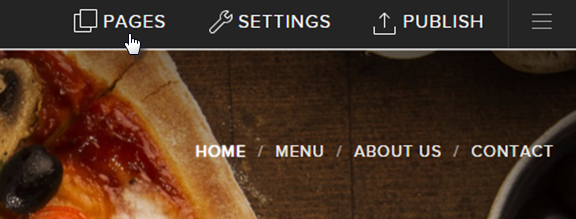 PAGES SETTINGS PUBLISH
HOME / MENU / ABOUT US / CONTACT